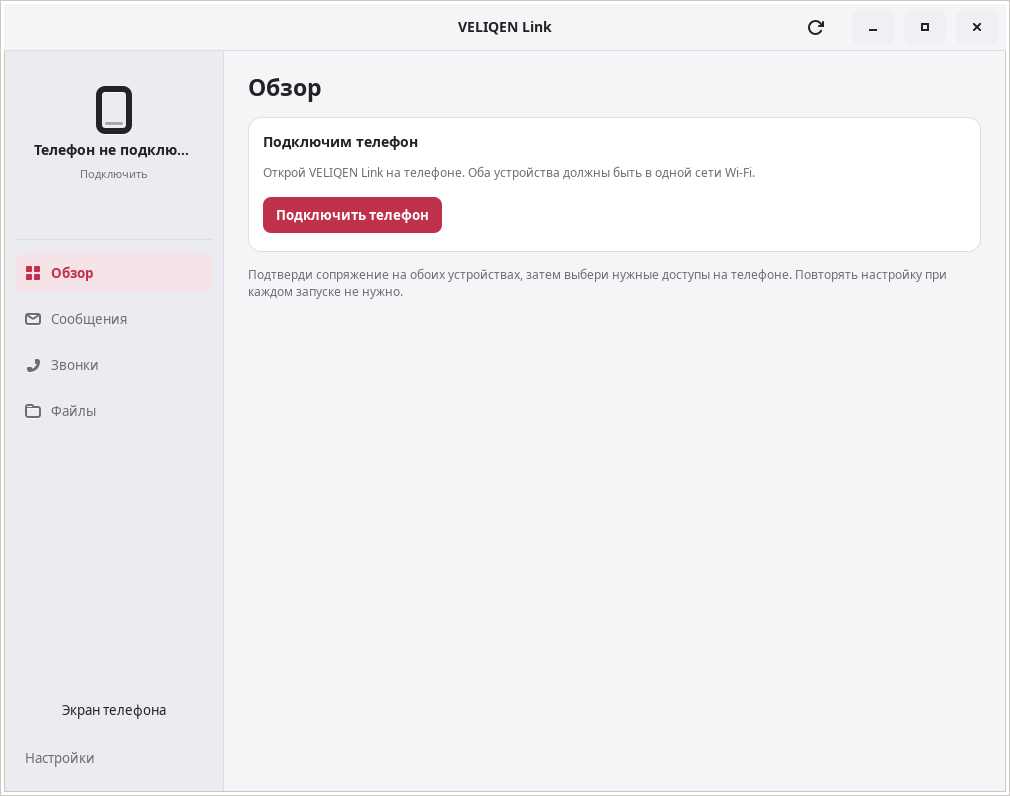 VELIQEN Link
Телефон не подклю...
Подключить
Обзор
Сообщения
Звонки
Файлы
Экран телефона
Настройки
Обзор
Подключим телефон
Открой VELIQEN Link на телефоне. Оба устройства должны быть в одной сети Wi-Fi.
Подключить телефон
Подтверди сопряжение на обоих устройствах, затем выбери нужные доступы на телефоне. Повторять настройку при
каждом запуске не нужно.